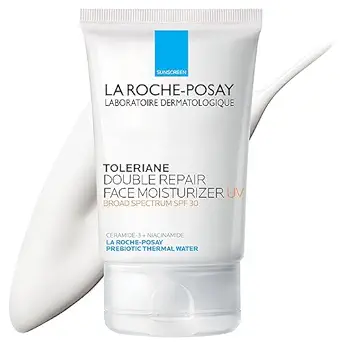 SUNSCREEN
LA ROCHE-POSAY
LABORATOIRE DERMATOLOGIQUE
TOLERIANE
DOUBLE REPAIR
FACE MOISTURIZER UV
BROAD SPECTRUM SPF 30
CERAMIDE-3 + NIACINAMIDE
LA ROCHE-POSAY
PREBIOTIC THERMAL WATER